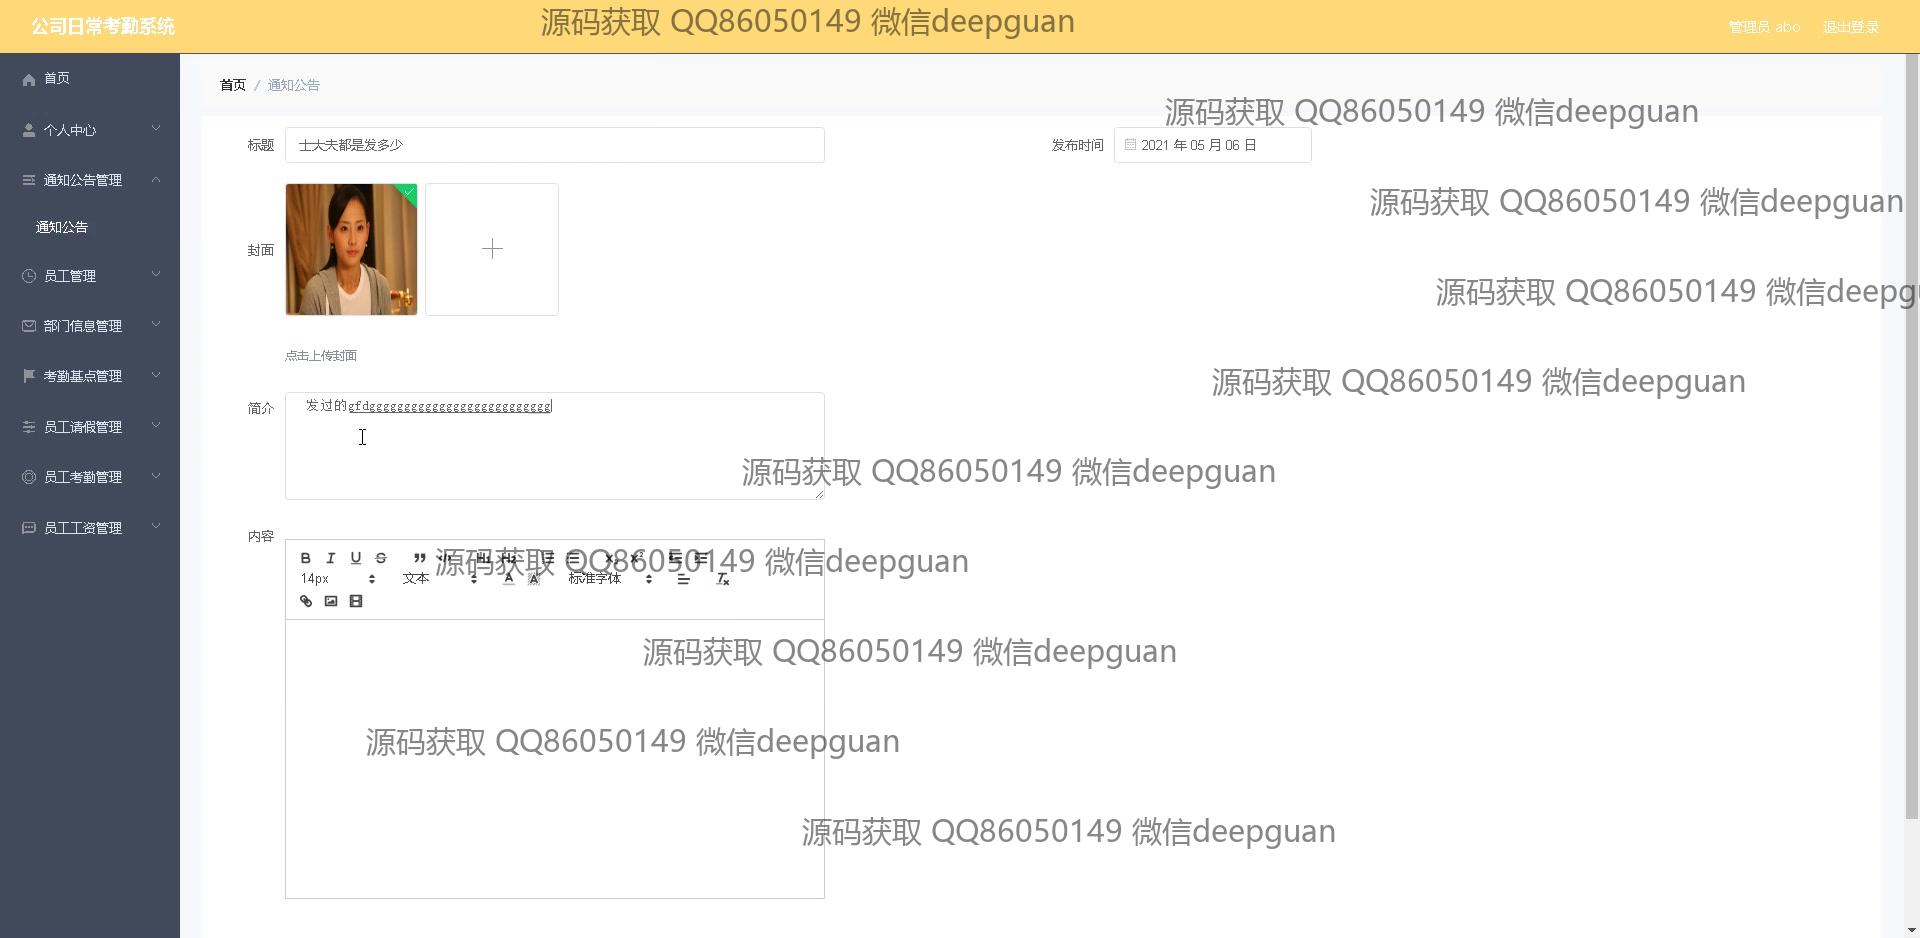 公司日常考勤系统
源码获取 QQ86050149 微信deepguan
管理员 abo
退出登录
首页
个人中心
通知公告管理
通知公告
员工管理
部门信息管理
考勤基点管理
员工请假管理
员工考勤管理
员工工资管理
首页 / 通知公告
源码获取 QQ86050149 微信deepguan
标题
士大夫都是发多少
发布时间
2021 年 05 月 06 日
源码获取 QQ86050149 微信deepguan
封面
源码获取 QQ86050149 微信deepg
点击上传封面
源码获取 QQ86050149 微信deepguan
简介
发过的gfdgggggggggggggggggggggggggg
源码获取 QQ86050149 微信deepguan
内容
源码获取 QQ86050149 微信deepguan
14px
文本
标准字体
源码获取 QQ86050149 微信deepguan
源码获取 QQ86050149 微信deepguan
源码获取 QQ86050149 微信deepguan